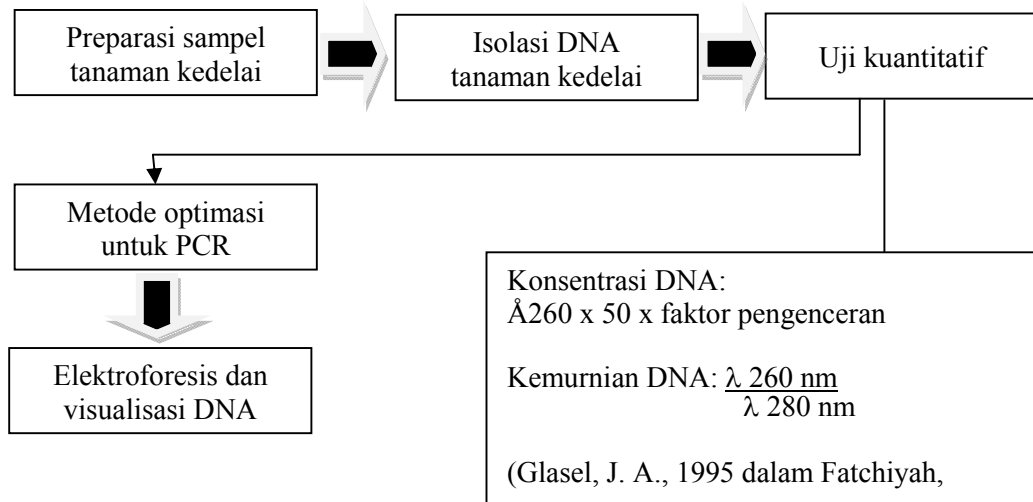 Preparasi sampel
tanaman kedelai
Isolasi DNA
tanaman kedelai
Uji kuantitatif
Metode optimasi
untuk PCR
Elektroforesis dan
visualisasi DNA
Konsentrasi DNA:
Å260 x 50 x faktor pengenceran
Kemurnian DNA: λ 260 nm
λ 280 nm
(Glasel, J. A., 1995 dalam Fatchiyah,